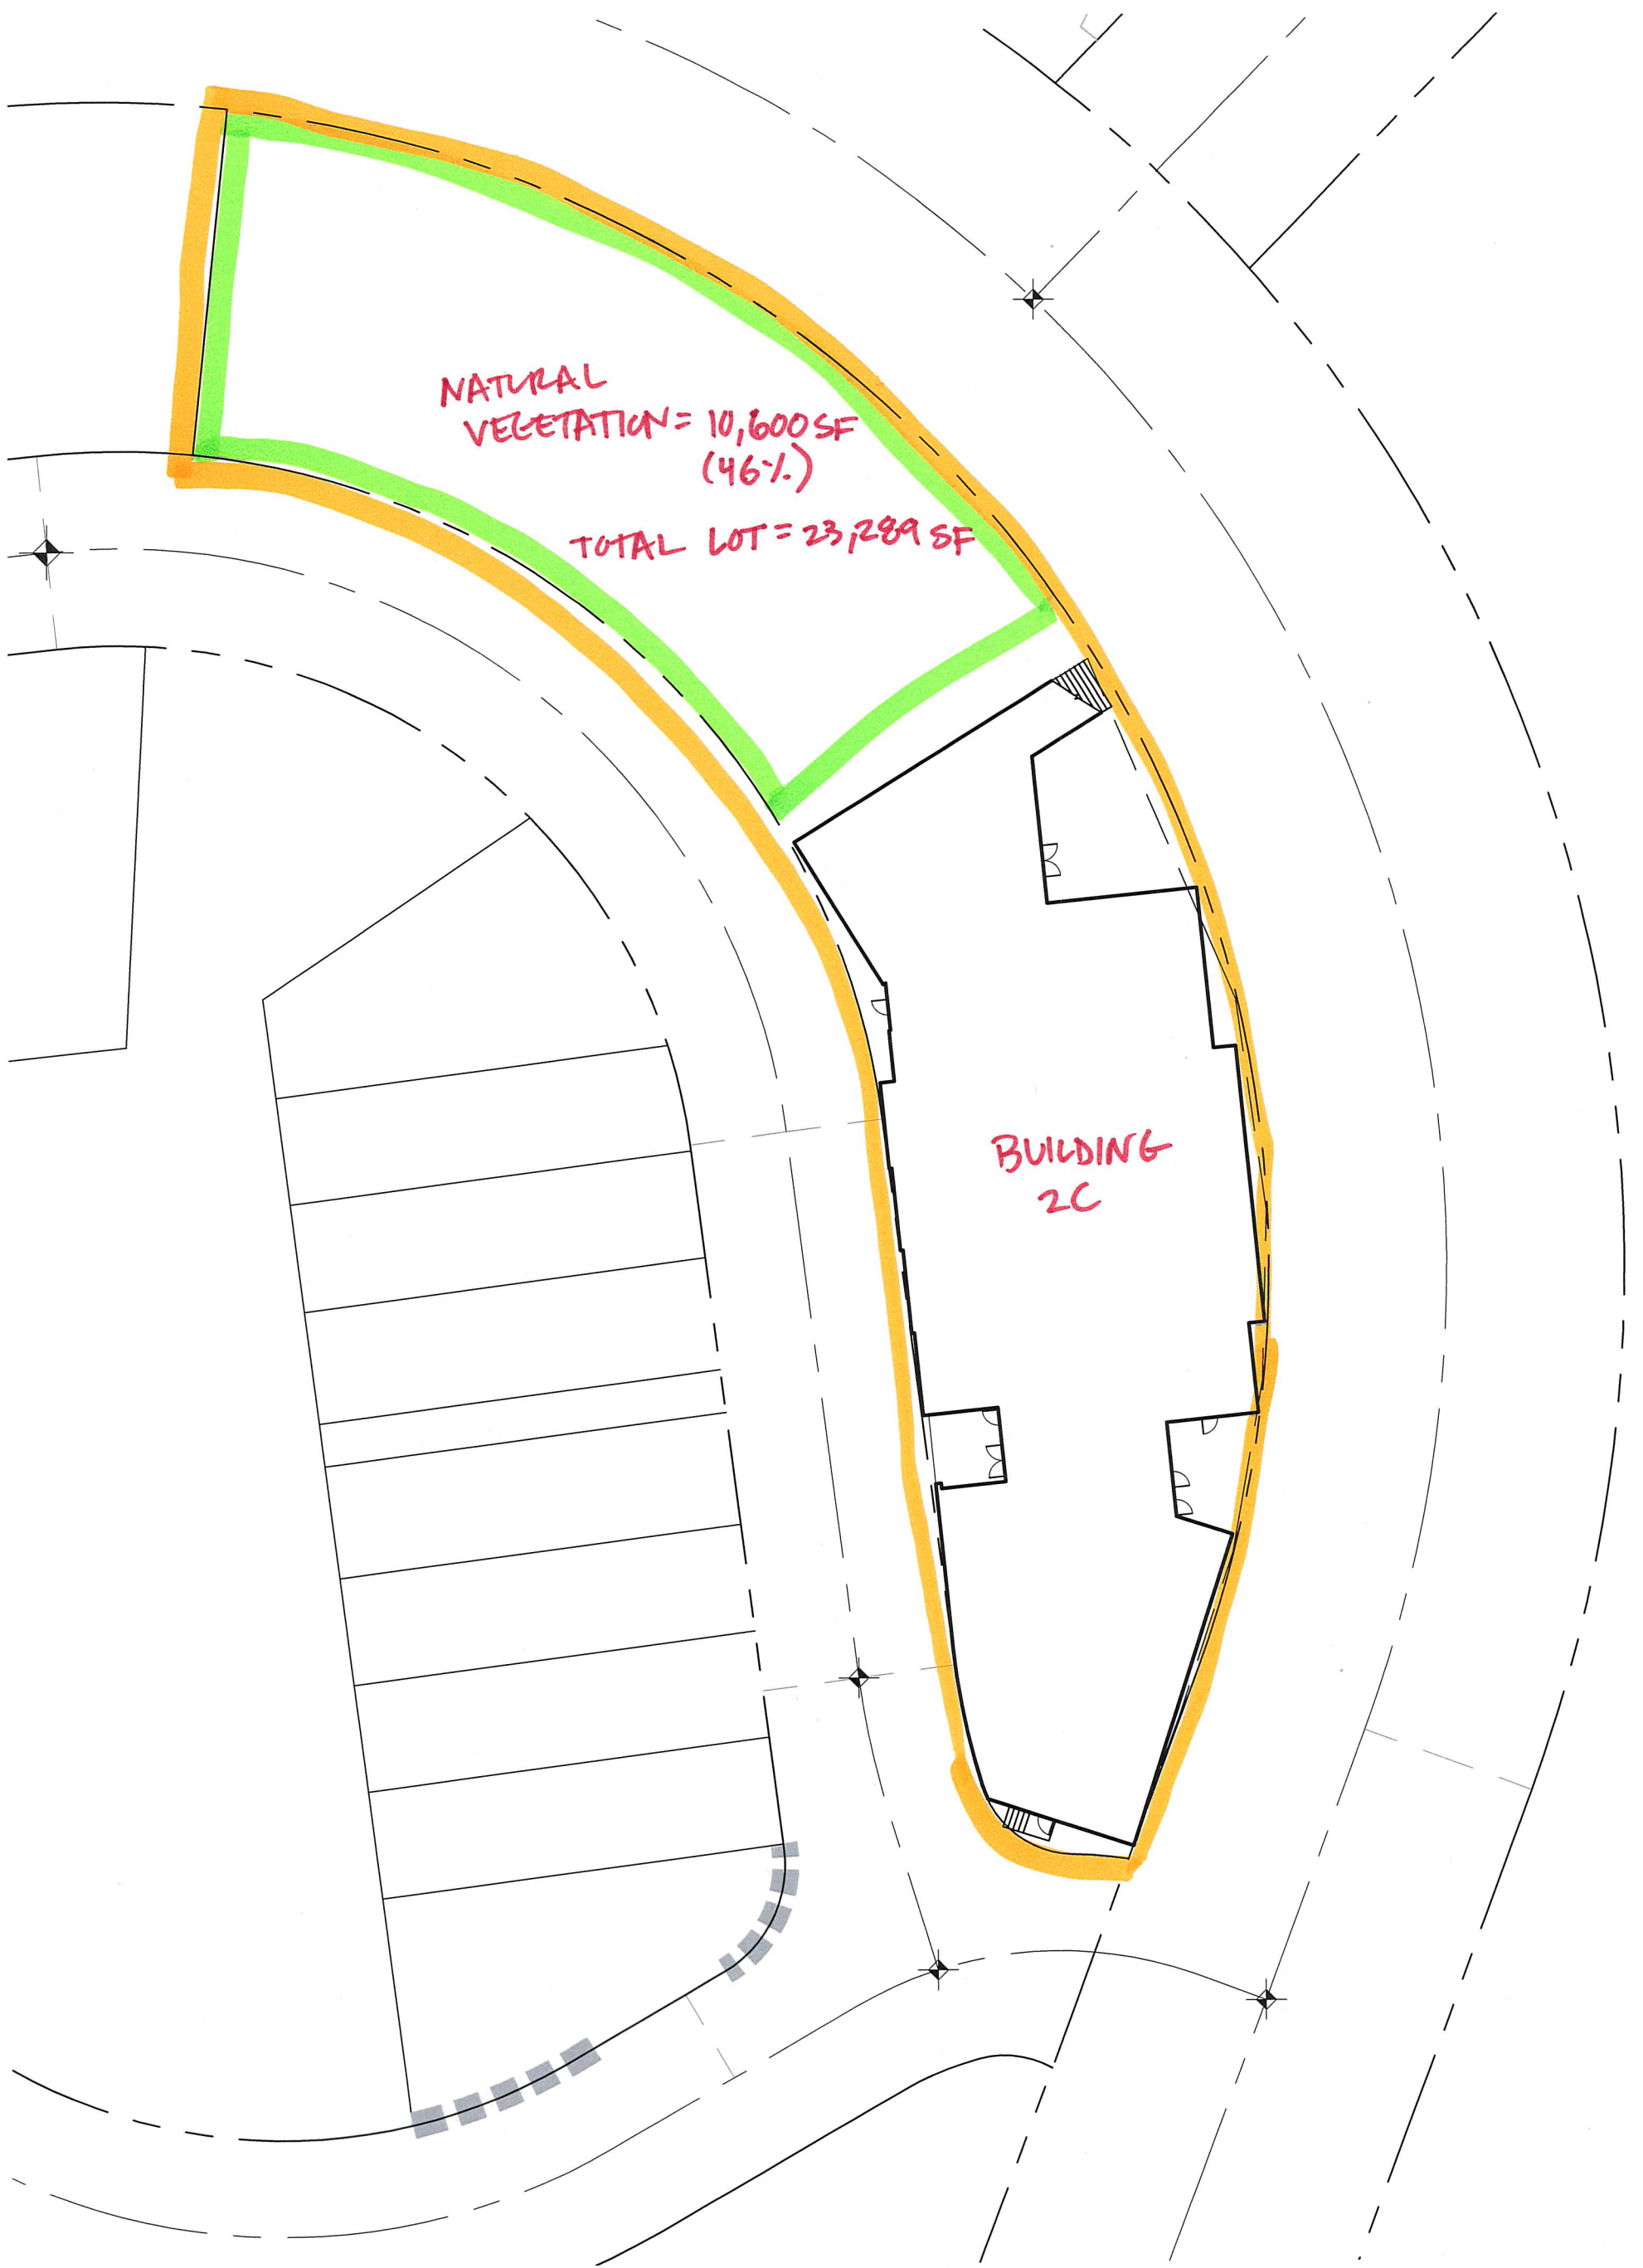 NATURAL
VEGETATION = 10,600 SF
(46%)
TOTAL LOT = 23,289 SF
BUILDING
2C